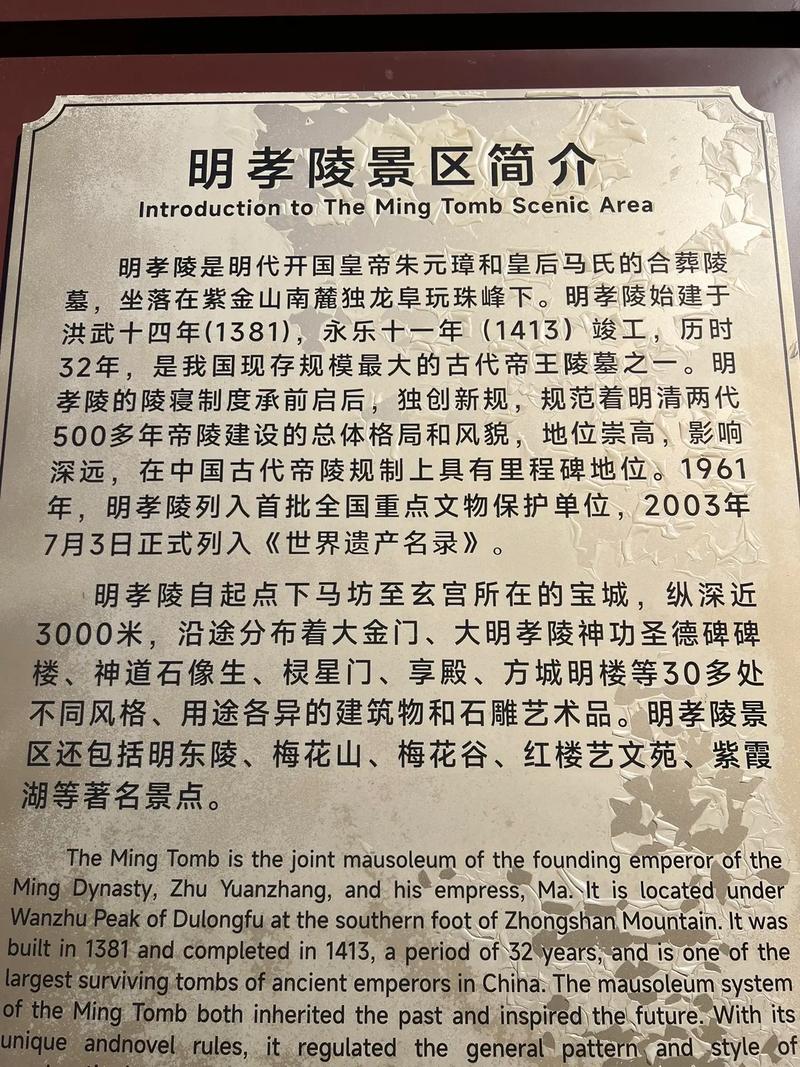 明孝陵景区简介
Introduction to The Ming Tomb Scenic Area
明孝陵是明代开国皇帝朱元璋和皇后马氏的合葬陵
墓，坐落在紫金山南麓独龙阜玩珠峰下。明孝陵始建于
洪武十四年(1381)，永乐十一年（1413）竣工，历时
32年，是我国现存规模最大的古代帝王陵墓之一。明
孝陵的陵寝制度承前启后，独创新规，规范着明清两代
500多年帝陵建设的总体格局和风貌，地位崇高，影响
深远，在中国古代帝陵规制上具有里程碑地位。1961
年，明孝陵列入首批全国重点文物保护单位，2003年
7月3日正式列入《世界遗产名录》。
明孝陵自起点下马坊至玄宫所在的宝城，纵深近
3000米，沿途分布着大金门、大明孝陵神功圣德碑碑
楼、神道石像生、棂星门、享殿、方城明楼等30多处
不同风格、用途各异的建筑物和石雕艺术品。明孝陵景
区还包括明东陵、梅花山、梅花谷、红楼艺文苑、紫霞
湖等著名景点。
The Ming Tomb is the joint mausoleum of the founding emperor of the
Ming Dynasty, Zhu Yuanzhang, and his empress, Ma. It is located under
Wanzhu Peak of Dulongfu at the southern foot of Zhongshan Mountain. It was
built in 1381 and completed in 1413, a period of 32 years, and is one of the
largest surviving tombs of ancient emperors in China. The mausoleum system
of the Ming Tomb both inherited the past and inspired the future. With its
unique andnovel rules, it regulated the general pattern and style of